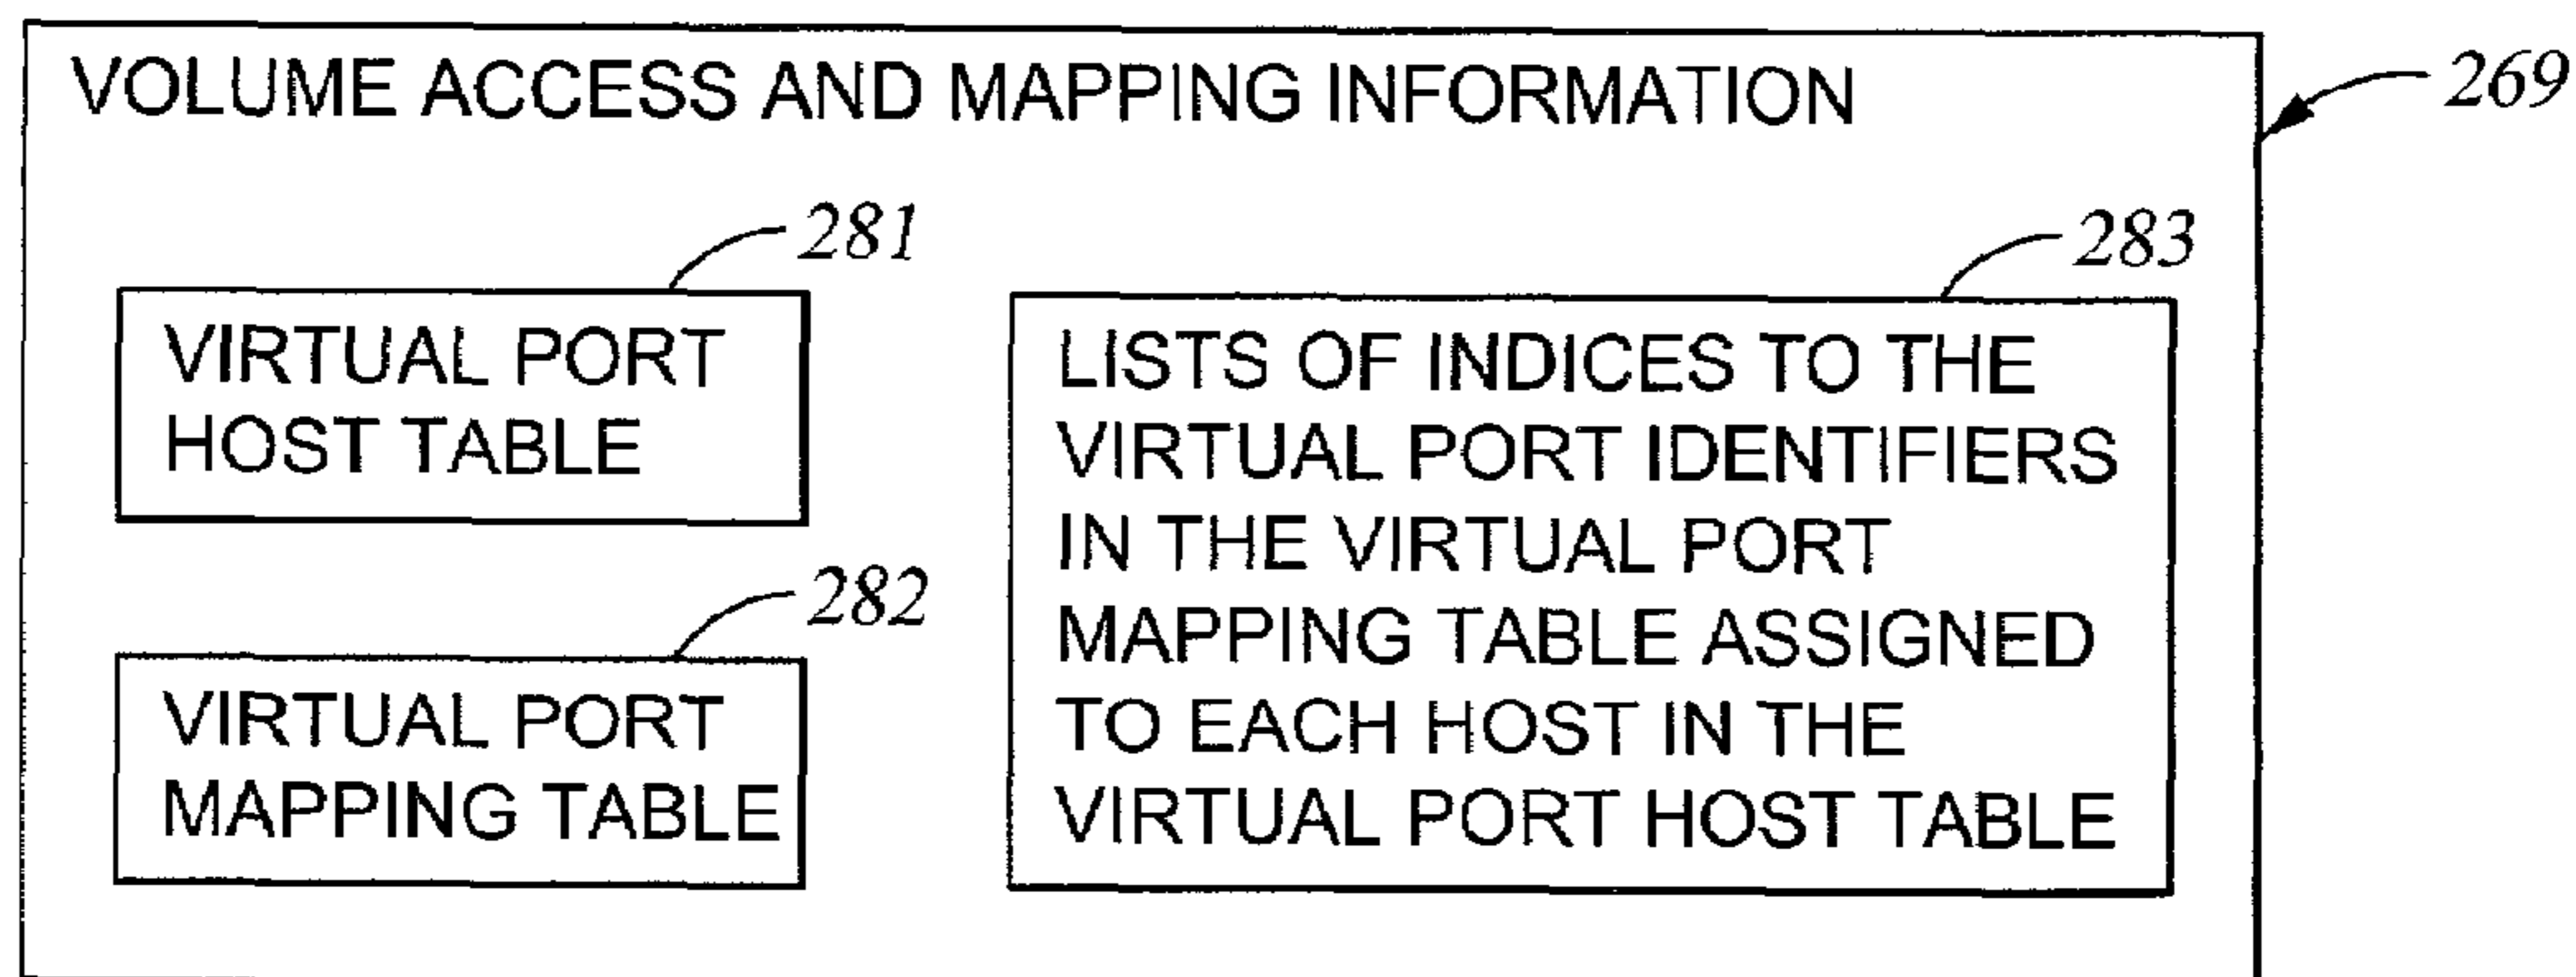 VOLUME ACCESS AND MAPPING INFORMATION
269
281
VIRTUAL PORT
HOST TABLE
282
VIRTUAL PORT
MAPPING TABLE
283
LISTS OF INDICES TO THE
VIRTUAL PORT IDENTIFIERS
IN THE VIRTUAL PORT
MAPPING TABLE ASSIGNED
TO EACH HOST IN THE
VIRTUAL PORT HOST TABLE